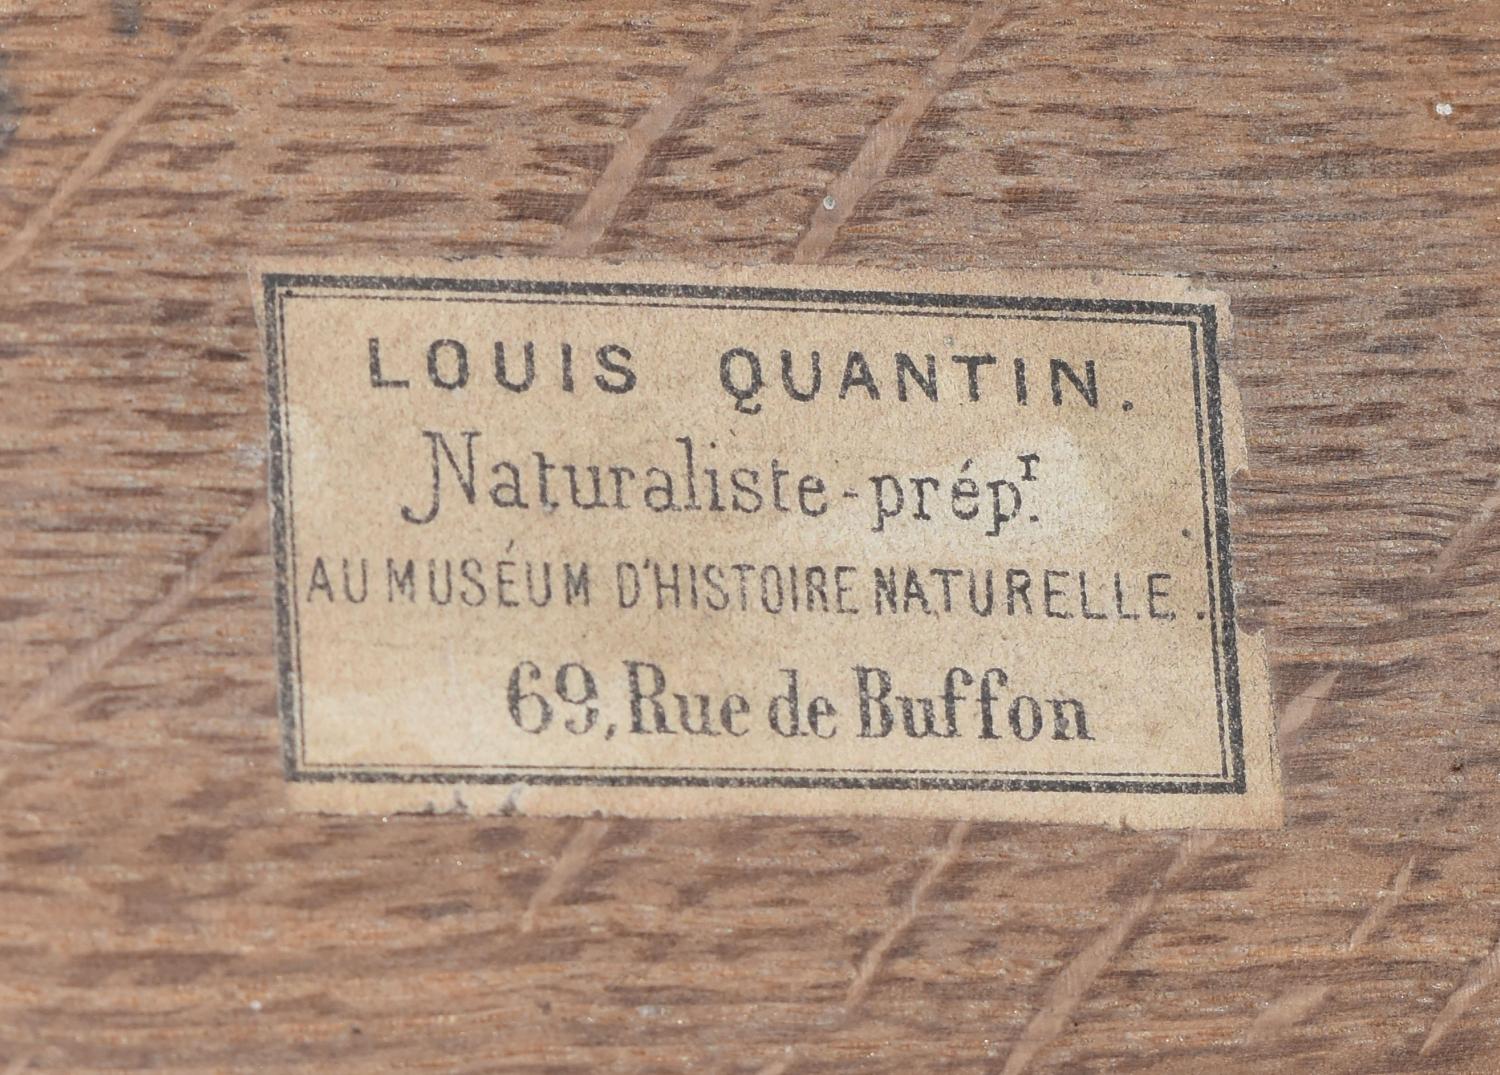 LOUIS QUANTIN.
Naturaliste-prépʳ.
AU MUSÉUM D'HISTOIRE NATURELLE.
69, Rue de Buffon